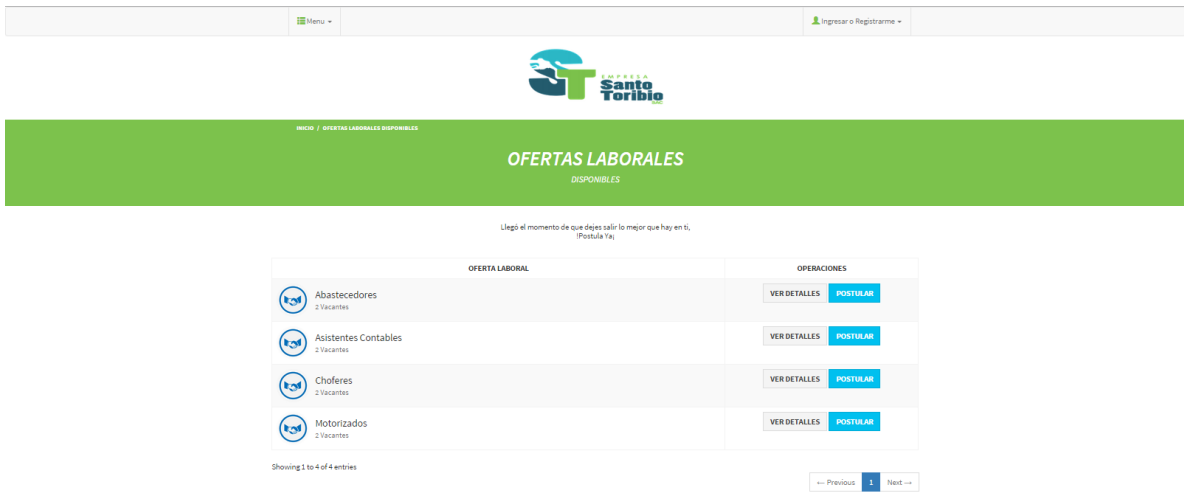 Menu
Ingresar o Registrarme
ST
EMPRESA
Santo
Toribio
INICIO / OFERTAS LABORALES DISPONIBLES
OFERTAS LABORALES
DISPONIBLES
Llegó el momento de que dejes salir lo mejor que hay en ti,
!Postula Ya¡
OFERTA LABORAL OPERACIONES
Abastecedores
2 Vacantes
VER DETALLES POSTULAR
Asistentes Contables
2 Vacantes
VER DETALLES POSTULAR
Choferes
2 Vacantes
VER DETALLES POSTULAR
Motorizados
2 Vacantes
VER DETALLES POSTULAR
Showing 1 to 4 of 4 entries
← Previous 1 Next →